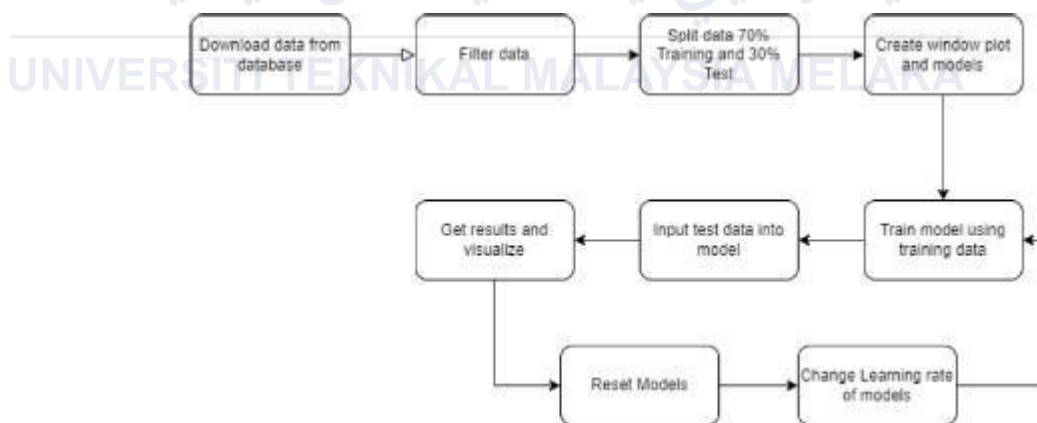 Download data from
database
Filter data
Split data 70%
Training and 30%
Test
Create window plot
and models
UNIVERSITI TEKNIKAL MALAYSIA MELAKA
Train model using
training data
Input test data into
model
Get results and
visualize
Reset Models
Change Learning rate
of models